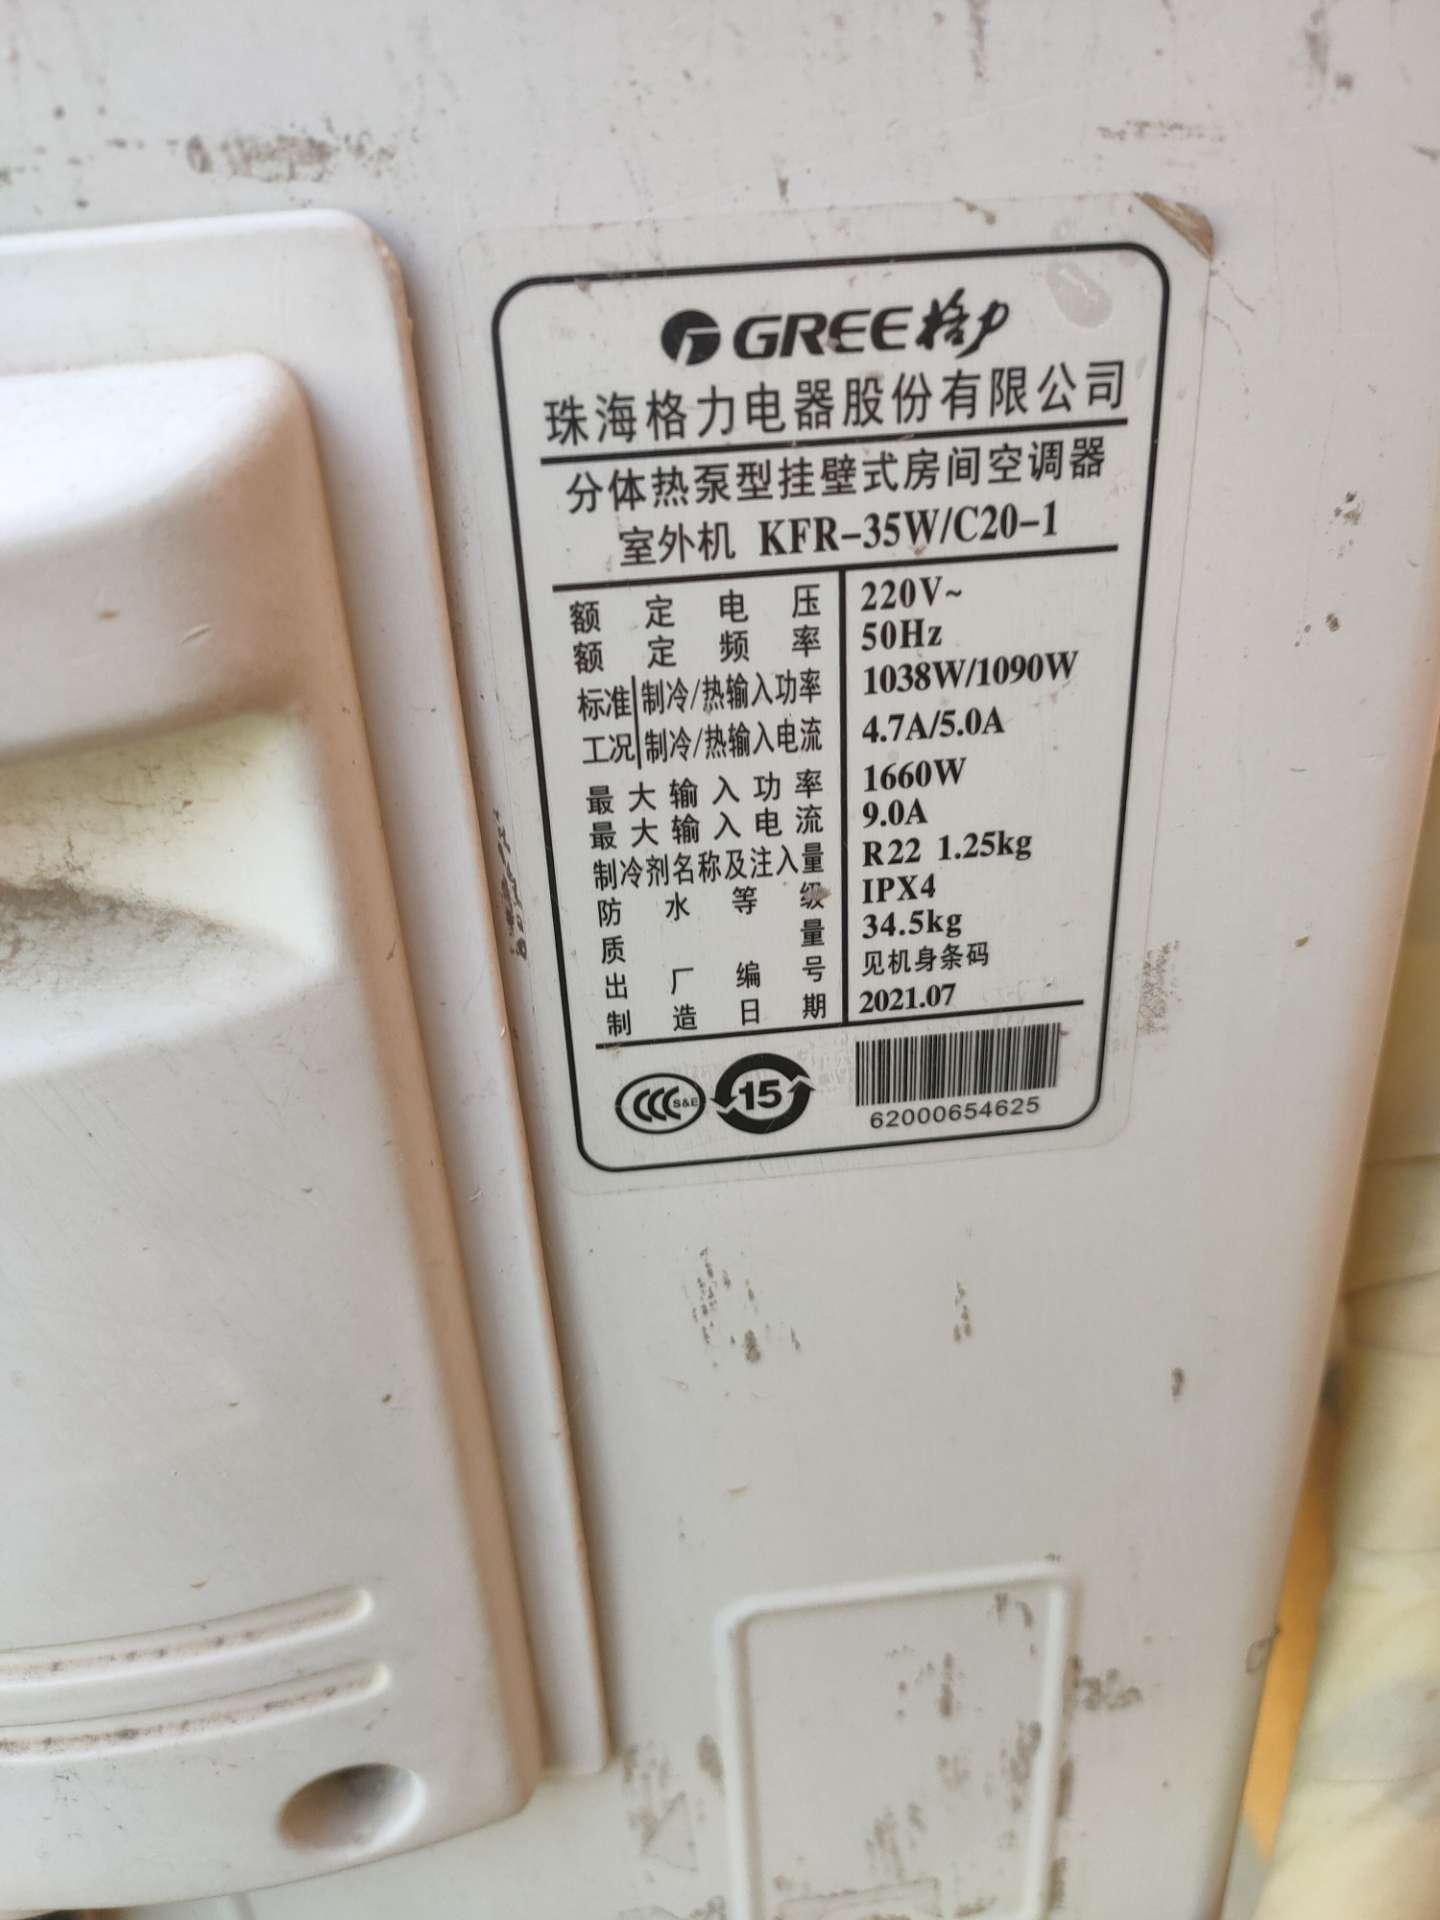 GREE格力
珠海格力电器股份有限公司
分体热泵型挂壁式房间空调器
室外机 KFR-35W/C20-1
额定电压 220V~
额定频率 50Hz
标准工况 制冷/热输入功率 1038W/1090W
制冷/热输入电流 4.7A/5.0A
最大输入功率 1660W
最大输入电流 9.0A
制冷剂名称及注入量 R22 1.25kg
防水等级 IPX4
质量 34.5kg
出厂编号 见机身条码
制造日期 2021.07
CCC S&E 15
62000654625